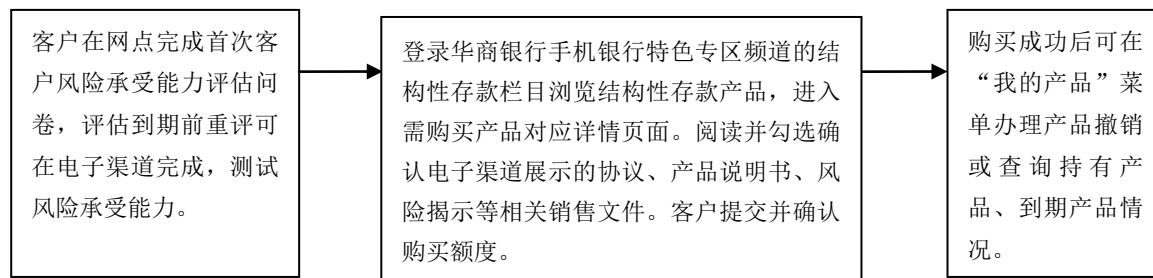 客户在网点完成首次客
户风险承受能力评估问
卷，评估到期前重评可
在电子渠道完成，测试
风险承受能力。
登录华商银行手机银行特色专区频道的结
构性存款栏目浏览结构性存款产品，进入
需购买产品对应详情页面。阅读并勾选确
认电子渠道展示的协议、产品说明书、风
险揭示等相关销售文件。客户提交并确认
购买额度。
购买成功后可在
“我的产品”菜
单办理产品撤销
或查询持有产
品、到期产品情
况。